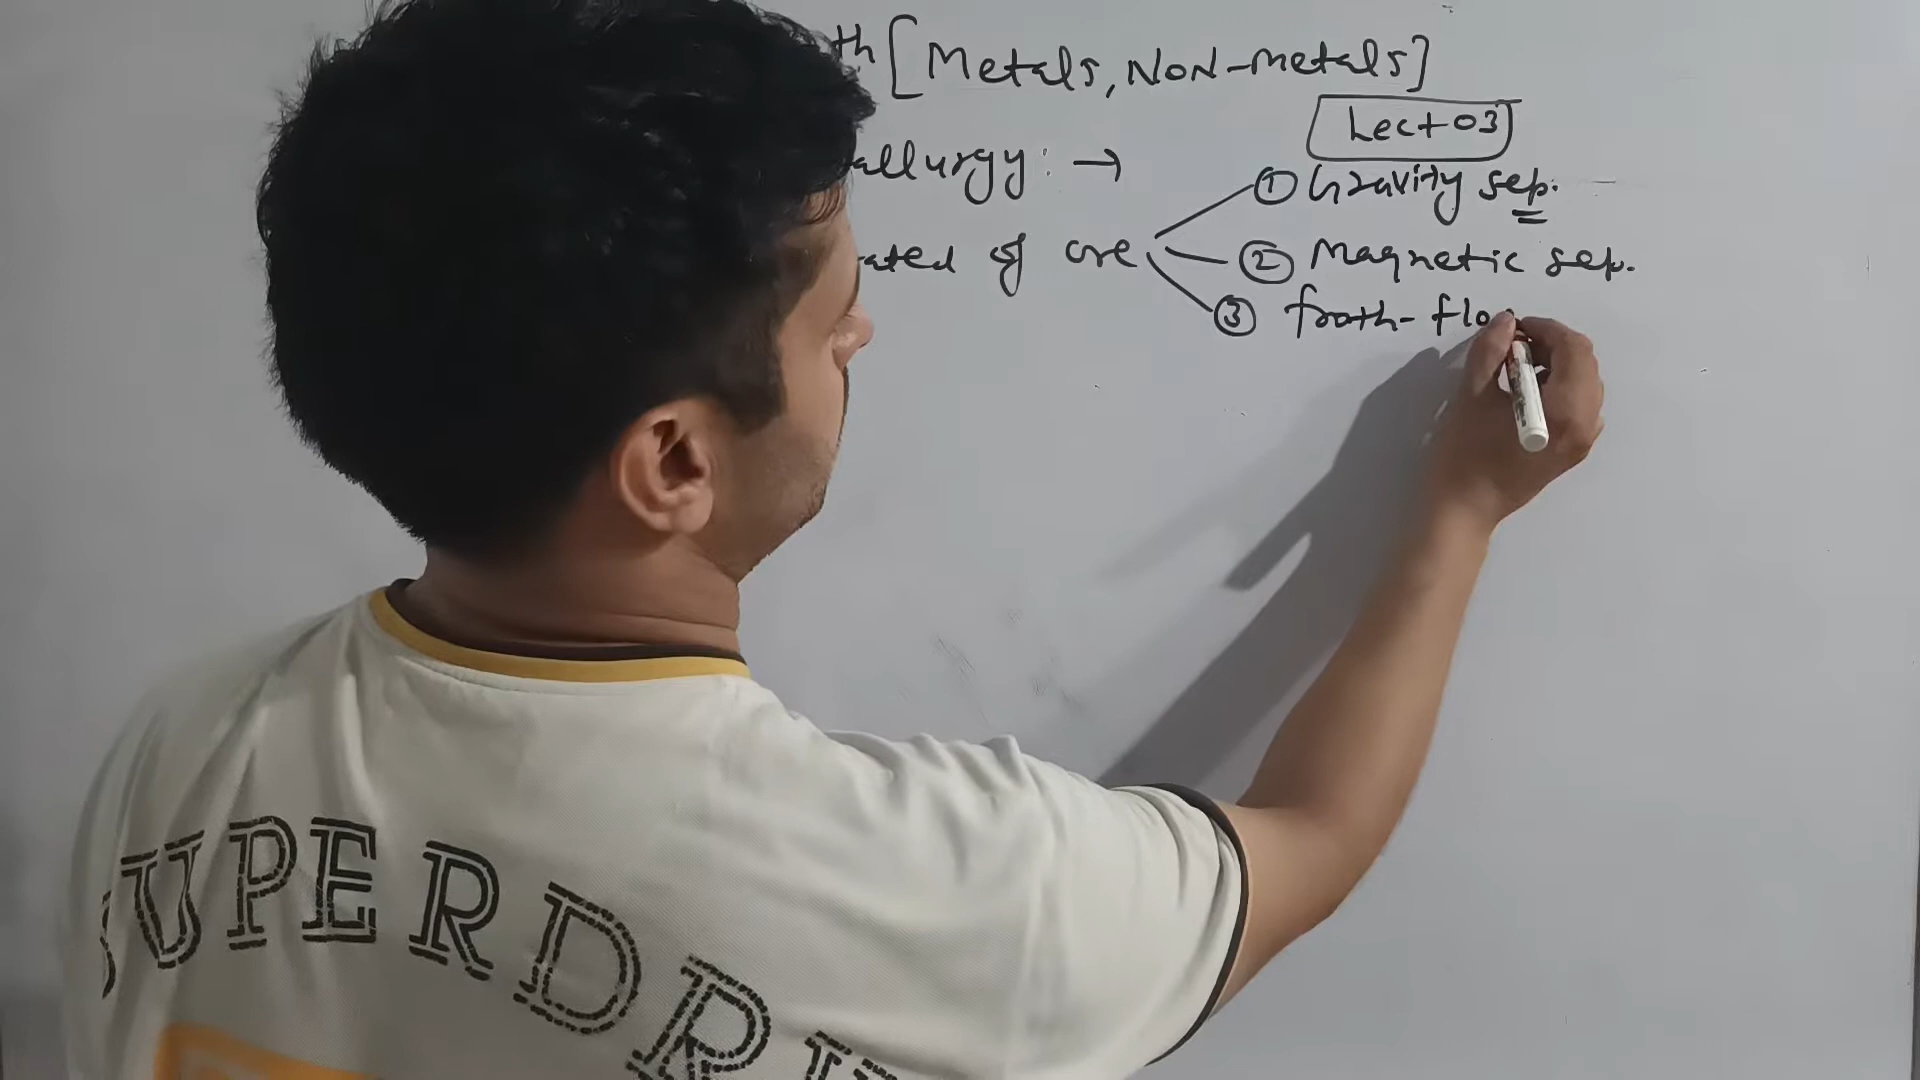 th [Metals, Non-metals]
Lect 03
allurgy: →
① Gravity sep.
ated of ore
② Magnetic sep.
③ froth-flo
SUPERDRY